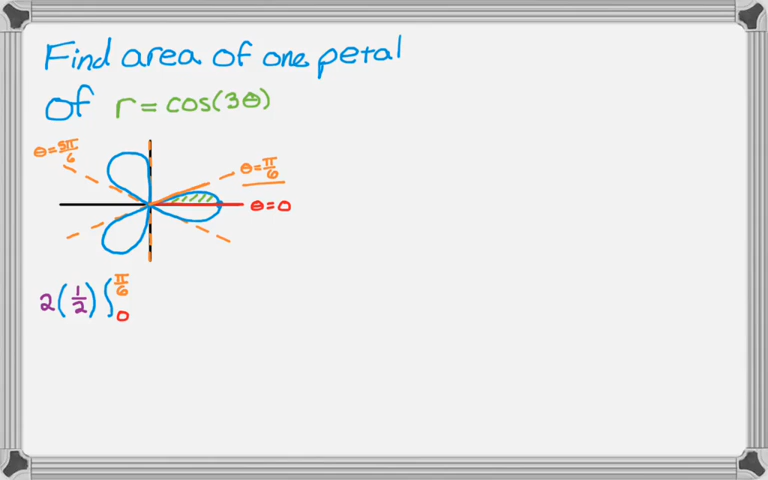 Find area of one petal
of r = cos(3θ)
θ = 5π/6
θ = π/6
θ = 0
2(1/2) ∫₀^(π/6)